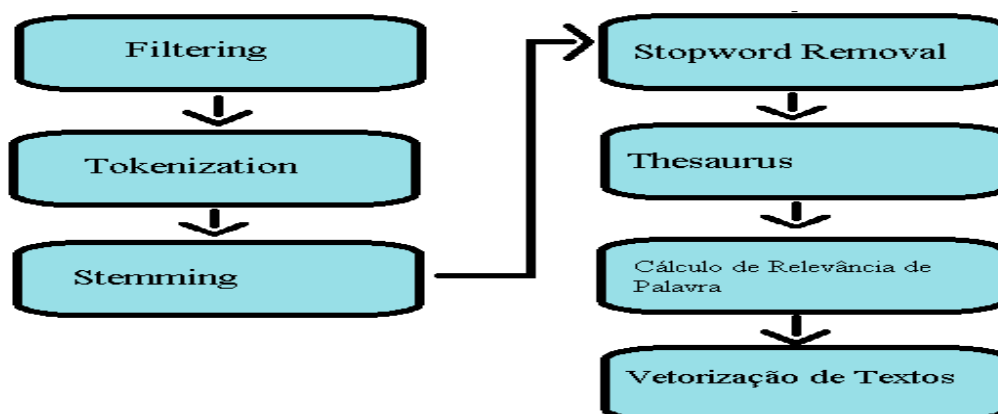 Filtering
Tokenization
Stemming
Stopword Removal
Thesaurus
Cálculo de Relevância de
Palavra
Vetorização de Textos